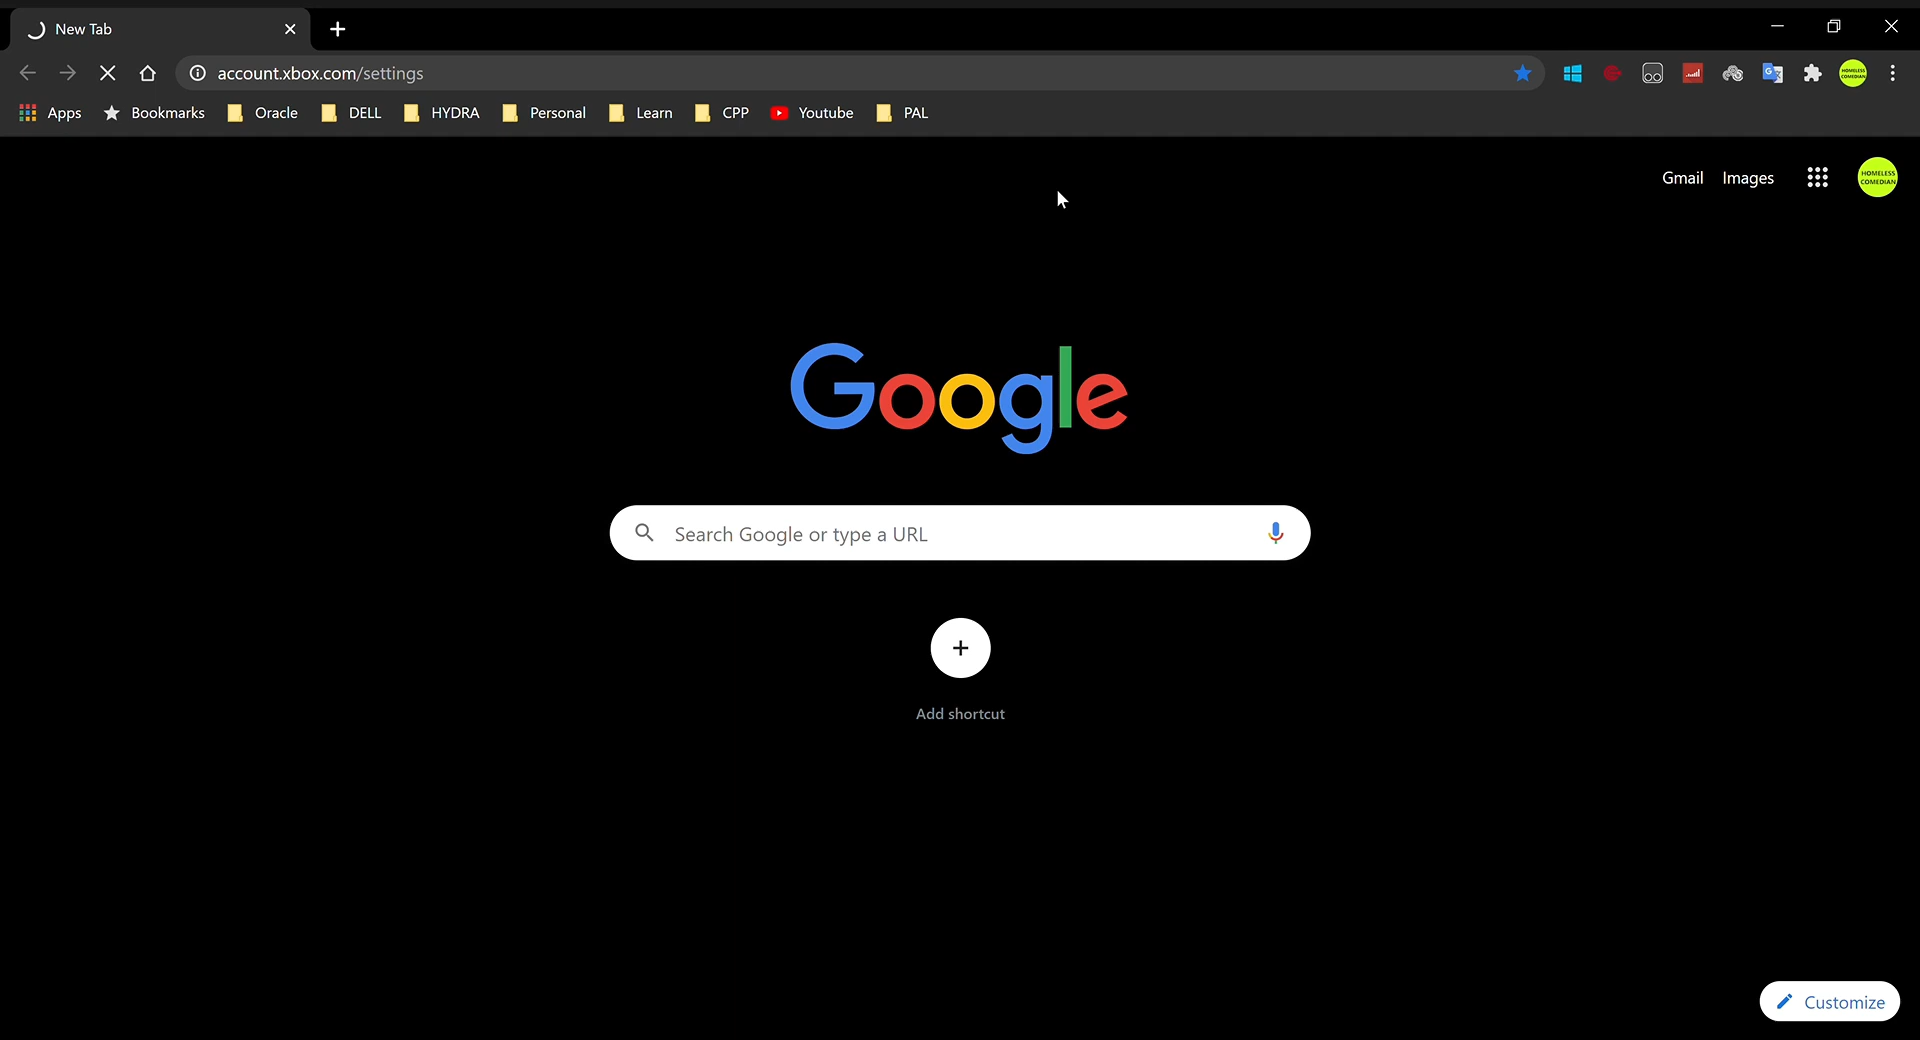 New Tab
account.xbox.com/settings
Apps Bookmarks Oracle DELL HYDRA Personal Learn CPP Youtube PAL
Gmail Images HOMELESS COMEDIAN
Google
Search Google or type a URL
Add shortcut
Customize